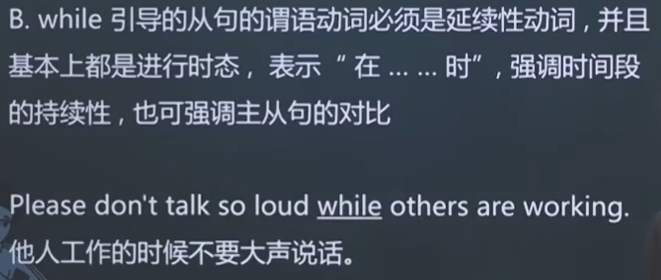 B. while 引导的从句的谓语动词必须是延续性动词，并且
基本上都是进行时态，表示“ 在 ... ... 时”，强调时间段
的持续性，也可强调主从句的对比
Please don't talk so loud while others are working.
他人工作的时候不要大声说话。